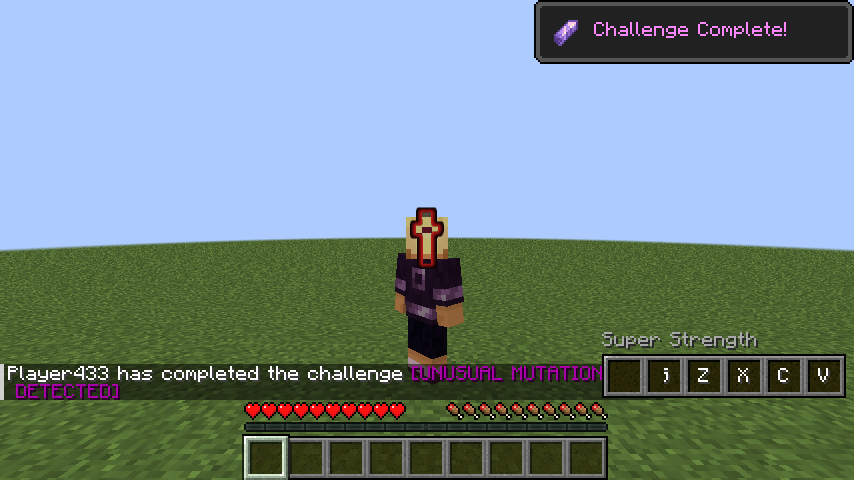 Challenge Complete!
Super Strength
Player433 has completed the challenge [UNUSUAL MUTATION
DETECTED]
j Z X C V